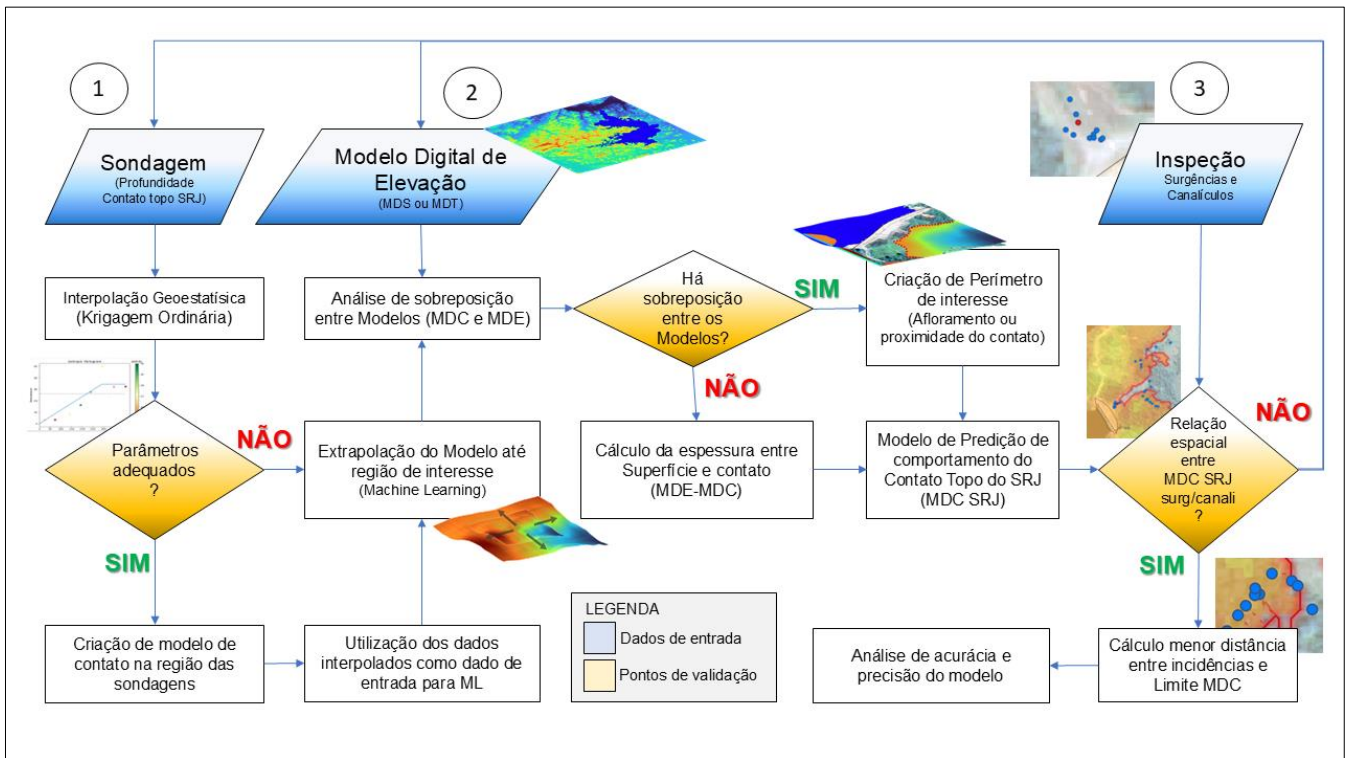 1
2
3
Sondagem
(Profundidade
Contato topo SRJ)
Modelo Digital de
Elevação
(MDS ou MDT)
Inspeção
Surgências e
Canalículos
Interpolação Geoestatísica
(Krigagem Ordinária)
Análise de sobreposição
entre Modelos (MDC e MDE)
Há
sobreposição
entre os
Modelos?
SIM
NÃO
Criação de Perímetro
de interesse
(Afloramento ou
proximidade do contato)
Parâmetros
adequados
?
NÃO
SIM
Extrapolação do Modelo até
região de interesse
(Machine Learning)
Cálculo da espessura entre
Superfície e contato
(MDE-MDC)
Modelo de Predição de
comportamento do
Contato Topo do SRJ
(MDC SRJ)
Relação
espacial
entre
MDC SRJ
surg/canali
?
NÃO
SIM
Criação de modelo de
contato na região das
sondagens
Utilização dos dados
interpolados como dado de
entrada para ML
LEGENDA
Dados de entrada
Pontos de validação
Análise de acurácia e
precisão do modelo
Cálculo menor distância
entre incidências e
Limite MDC